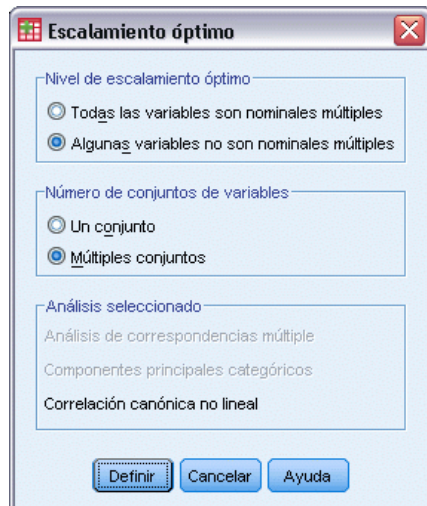 Escalamiento óptimo
Nivel de escalamiento óptimo
Todas las variables son nominales múltiples
Algunas variables no son nominales múltiples
Número de conjuntos de variables
Un conjunto
Múltiples conjuntos
Análisis seleccionado
Análisis de correspondencias múltiple
Componentes principales categóricos
Correlación canónica no lineal
Definir Cancelar Ayuda